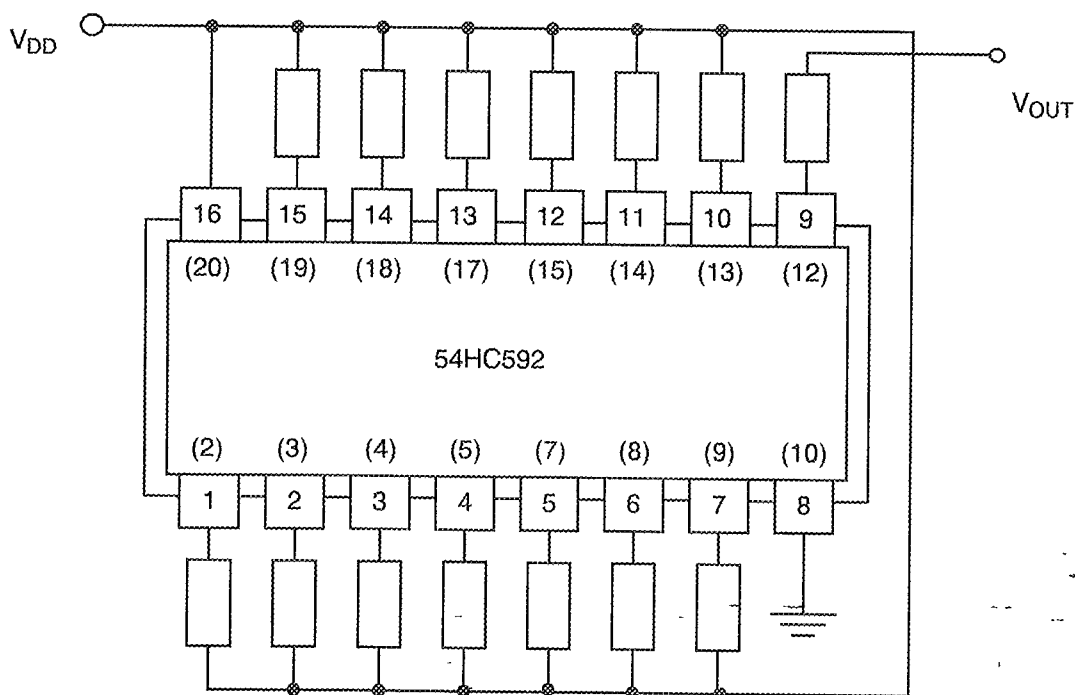 V_DD
V_OUT
16 15 14 13 12 11 10 9
(20) (19) (18) (17) (15) (14) (13) (12)
54HC592
(2) (3) (4) (5) (7) (8) (9) (10)
1 2 3 4 5 6 7 8